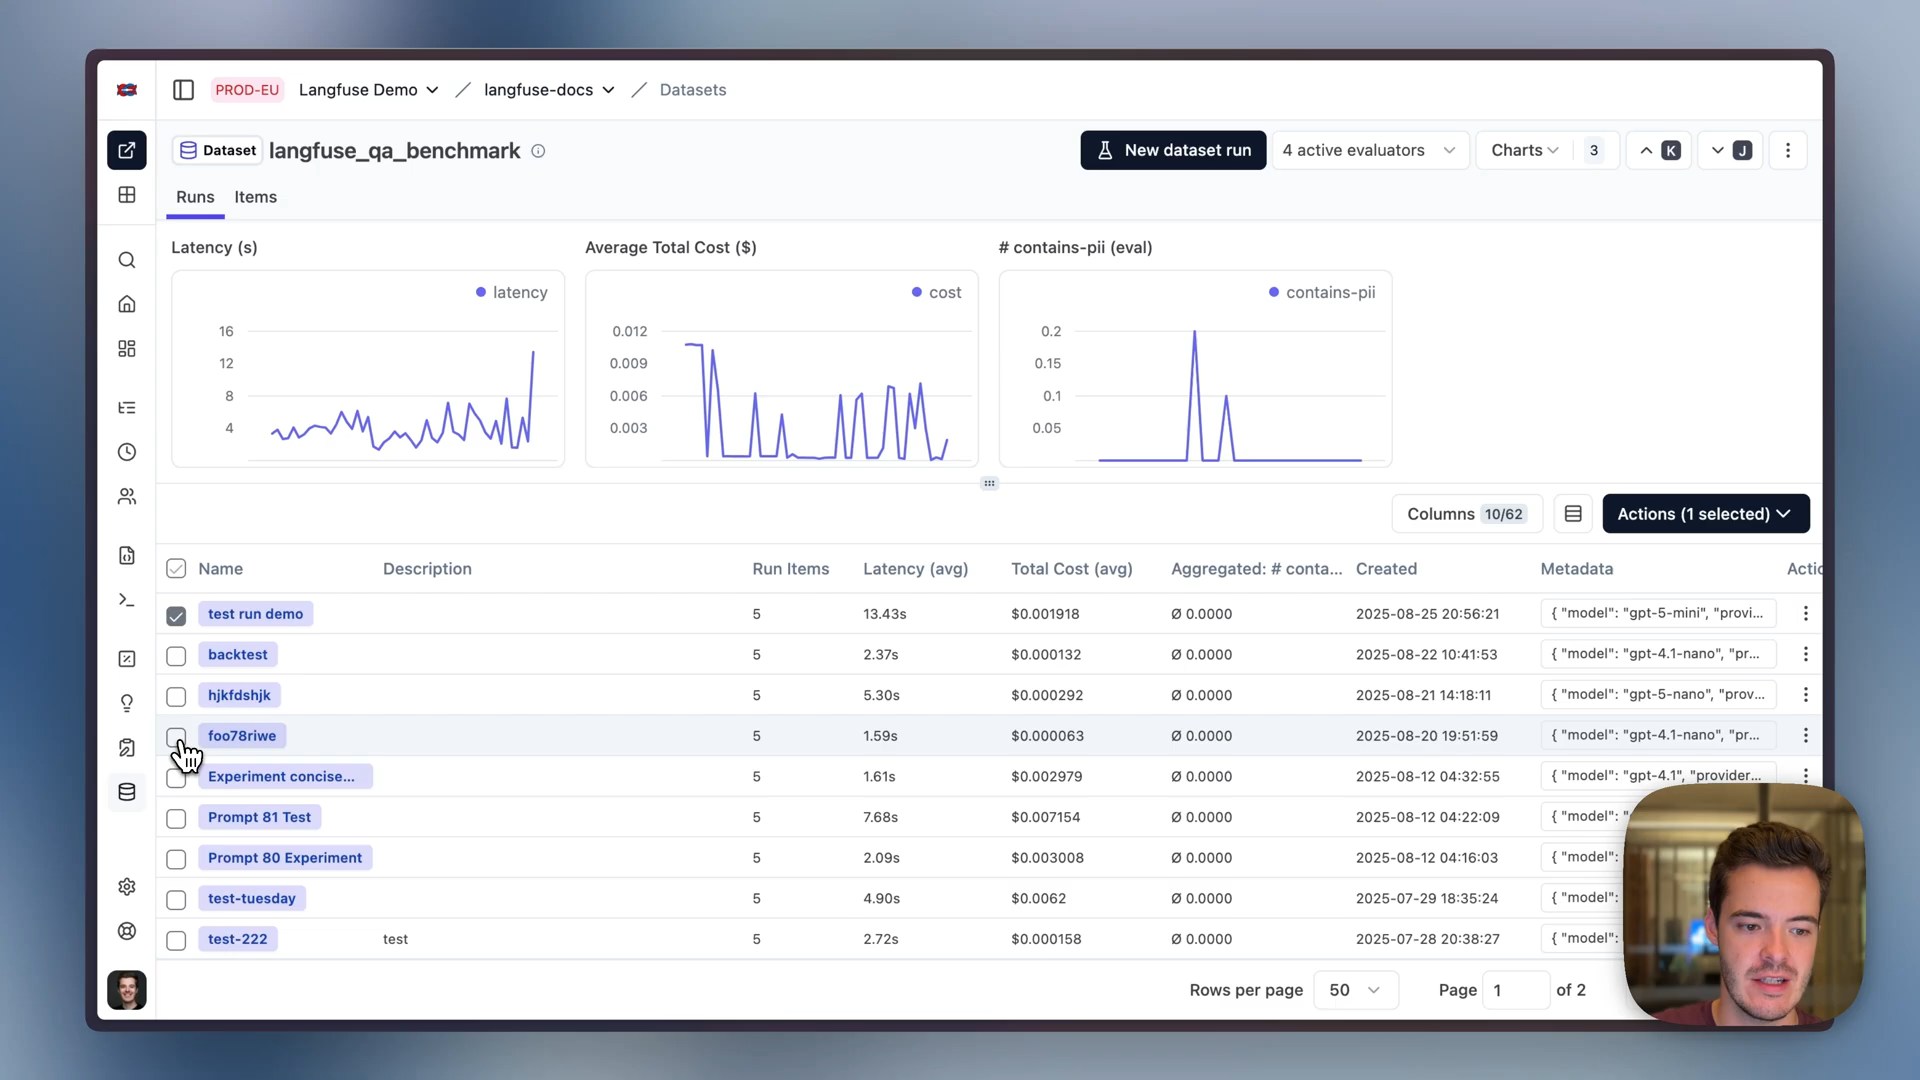 PROD-EU Langfuse Demo / langfuse-docs / Datasets
Dataset langfuse_qa_benchmark
New dataset run 4 active evaluators Charts 3 K J
Runs Items
Latency (s) Average Total Cost ($) # contains-pii (eval)
latency cost contains-pii
16 0.012 0.2
12 0.009 0.15
8 0.006 0.1
4 0.003 0.05
Columns 10/62 Actions (1 selected)
Name Description Run Items Latency (avg) Total Cost (avg) Aggregated: # conta... Created Metadata Actio
test run demo 5 13.43s $0.001918 Ø 0.0000 2025-08-25 20:56:21 { "model": "gpt-5-mini", "provi...
backtest 5 2.37s $0.000132 Ø 0.0000 2025-08-22 10:41:53 { "model": "gpt-4.1-nano", "pr...
hjkfdshjk 5 5.30s $0.000292 Ø 0.0000 2025-08-21 14:18:11 { "model": "gpt-5-nano", "prov...
foo78riwe 5 1.59s $0.000063 Ø 0.0000 2025-08-20 19:51:59 { "model": "gpt-4.1-nano", "pr...
Experiment concise... 5 1.61s $0.002979 Ø 0.0000 2025-08-12 04:32:55 { "model": "gpt-4.1", "provider...
Prompt 81 Test 5 7.68s $0.007154 Ø 0.0000 2025-08-12 04:22:09 { "model": "
Prompt 80 Experiment 5 2.09s $0.003008 Ø 0.0000 2025-08-12 04:16:03 { "model":
test-tuesday 5 4.90s $0.0062 Ø 0.0000 2025-07-29 18:35:24 { "model":
test-222 test 5 2.72s $0.000158 Ø 0.0000 2025-07-28 20:38:27 { "model":
Rows per page 50 Page 1 of 2